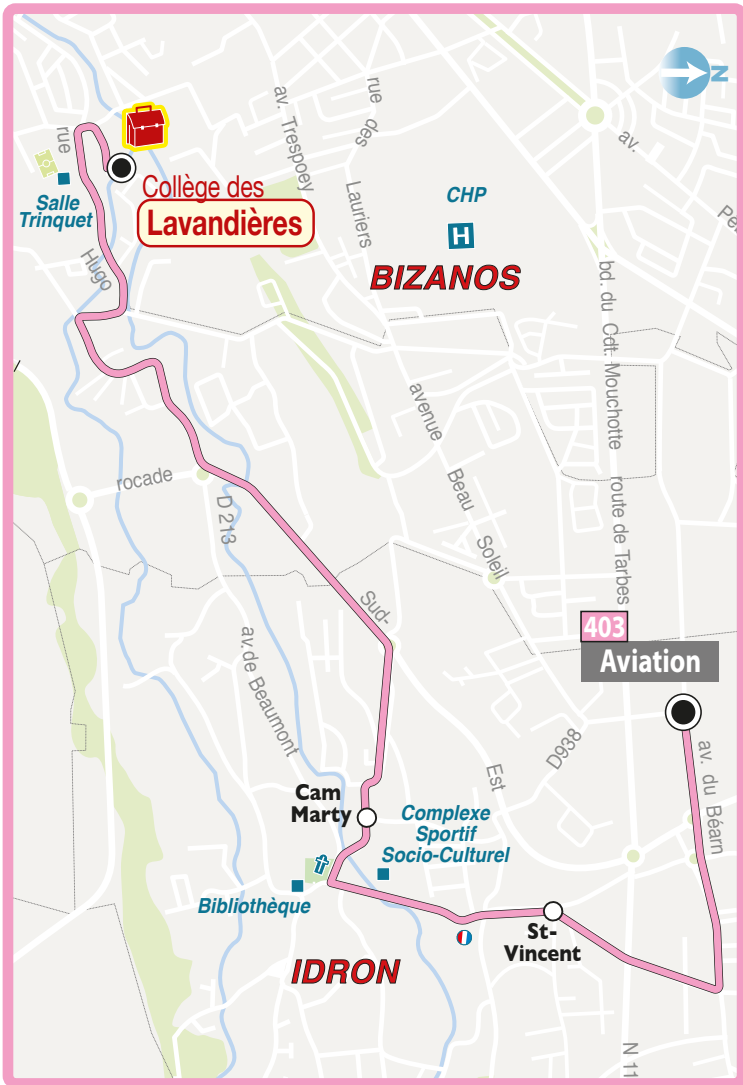 N
rue
av. Trespoey
rue
des
Lauriers
av.
Salle
Trinquet
Collège des
Lavandières
CHP
H
BIZANOS
Hugo
bd. du Cdt. Mouchotte
avenue
Beau
Soleil
route de Tarbes
rocade
D 213
Sud-
403
Aviation
av.de Beaumont
Est
D938
av. du Béarn
Cam
Marty
Complexe
Sportif
Socio-Culturel
Bibliothèque
St-
Vincent
IDRON